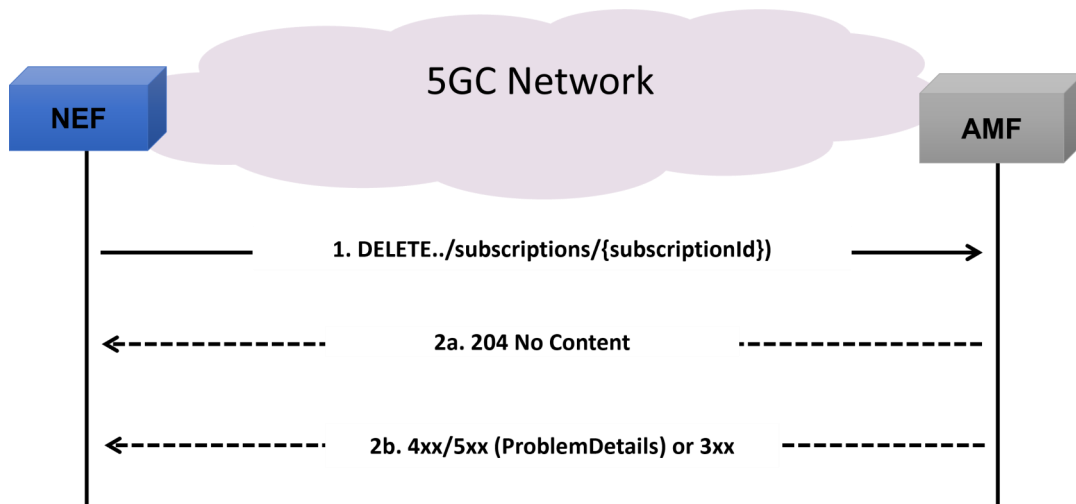 5GC Network
NEF
AMF
1. DELETE../subscriptions/{subscriptionId})
2a. 204 No Content
2b. 4xx/5xx (ProblemDetails) or 3xx